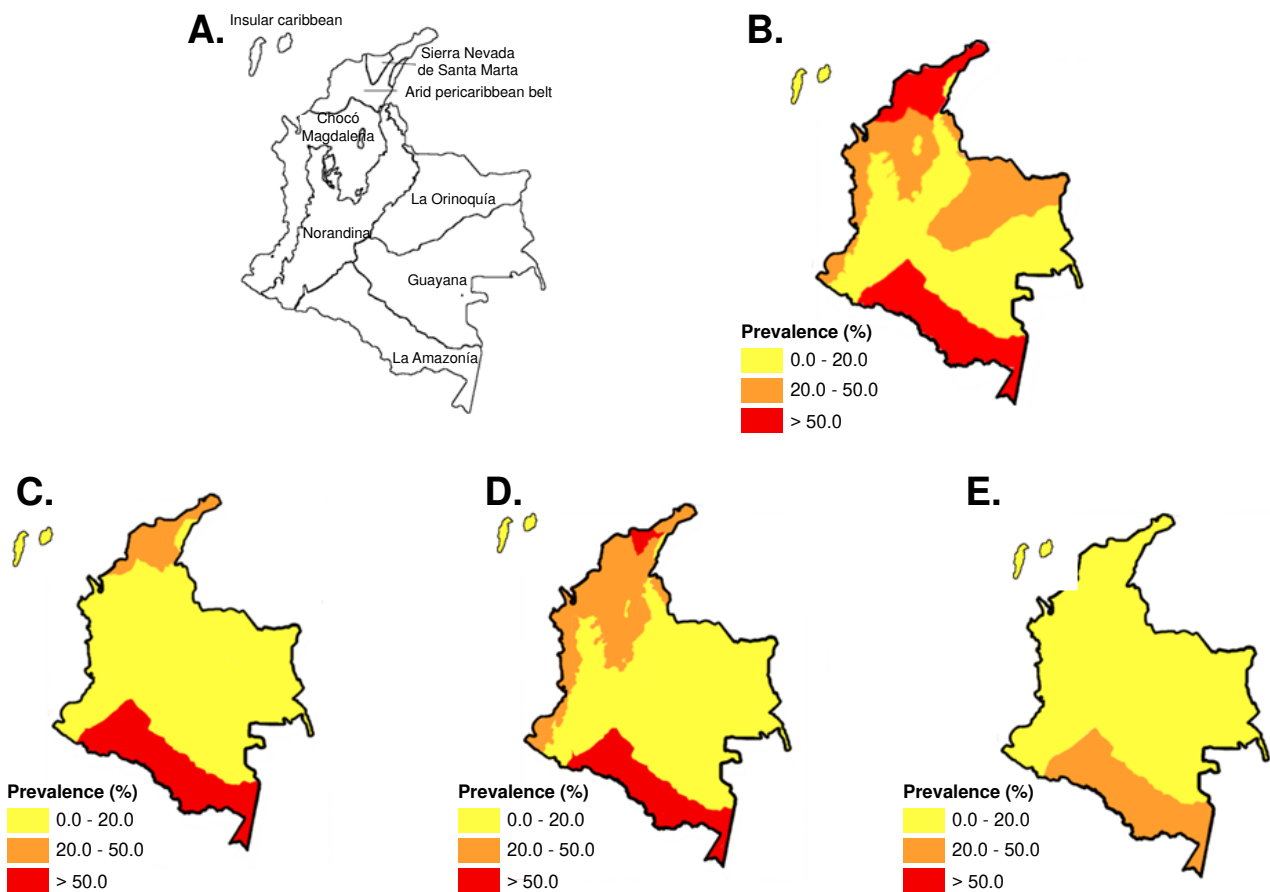 A.
Insular caribbean
Sierra Nevada
de Santa Marta
Arid pericaribbean belt
Chocó
Magdalena
La Orinoquía
Norandina
Guayana
La Amazonía
B.
Prevalence (%)
0.0 - 20.0
20.0 - 50.0
> 50.0
C.
Prevalence (%)
0.0 - 20.0
20.0 - 50.0
> 50.0
D.
Prevalence (%)
0.0 - 20.0
20.0 - 50.0
> 50.0
E.
Prevalence (%)
0.0 - 20.0
20.0 - 50.0
> 50.0